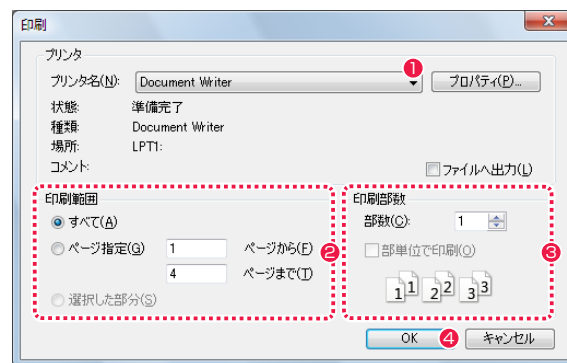 印刷
プリンタ
プリンタ名(N): Document Writer 1 プロパティ(P)...
状態: 準備完了
種類: Document Writer
場所: LPT1:
コメント: ファイルへ出力(L)
印刷範囲
すべて(A)
ページ指定(G) 1 ページから(F)
4 ページまで(T)
選択した部分(S)
2
印刷部数
部数(C): 1
部単位で印刷(O)
1 1 2 2 3 3
3
OK 4 キャンセル